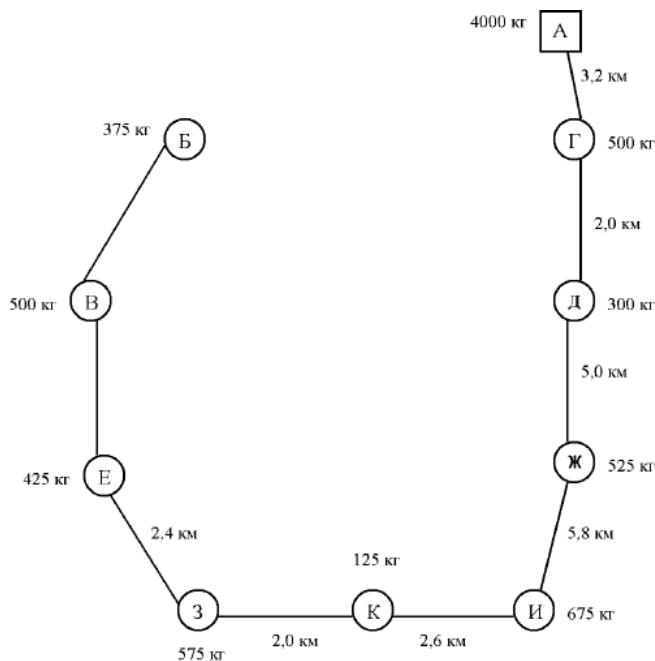 4000 кг
А
3,2 км
375 кг
Б
Г
500 кг
2,0 км
500 кг
В
Д
300 кг
5,0 км
425 кг
Е
Ж
525 кг
2,4 км
5,8 км
125 кг
З
К
И
675 кг
575 кг
2,0 км
2,6 км